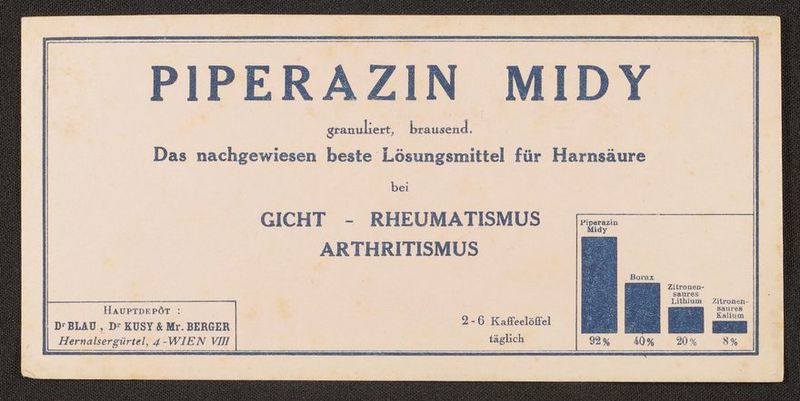 PIPERAZIN MIDY
granuliert, brausend.
Das nachgewiesen beste Lösungsmittel für Harnsäure
bei
GICHT - RHEUMATISMUS
ARTHRITISMUS
HAUPTDEPÔT :
Dr BLAU, Dr KUSY & Mr. BERGER
Hernalsergürtel, 4 - WIEN VIII
2-6 Kaffeelöffel
täglich
Piperazin
Midy
92 %
Borax
40 %
Zitronen-
saures
Lithium
20 %
Zitronen-
saures
Kalium
8 %